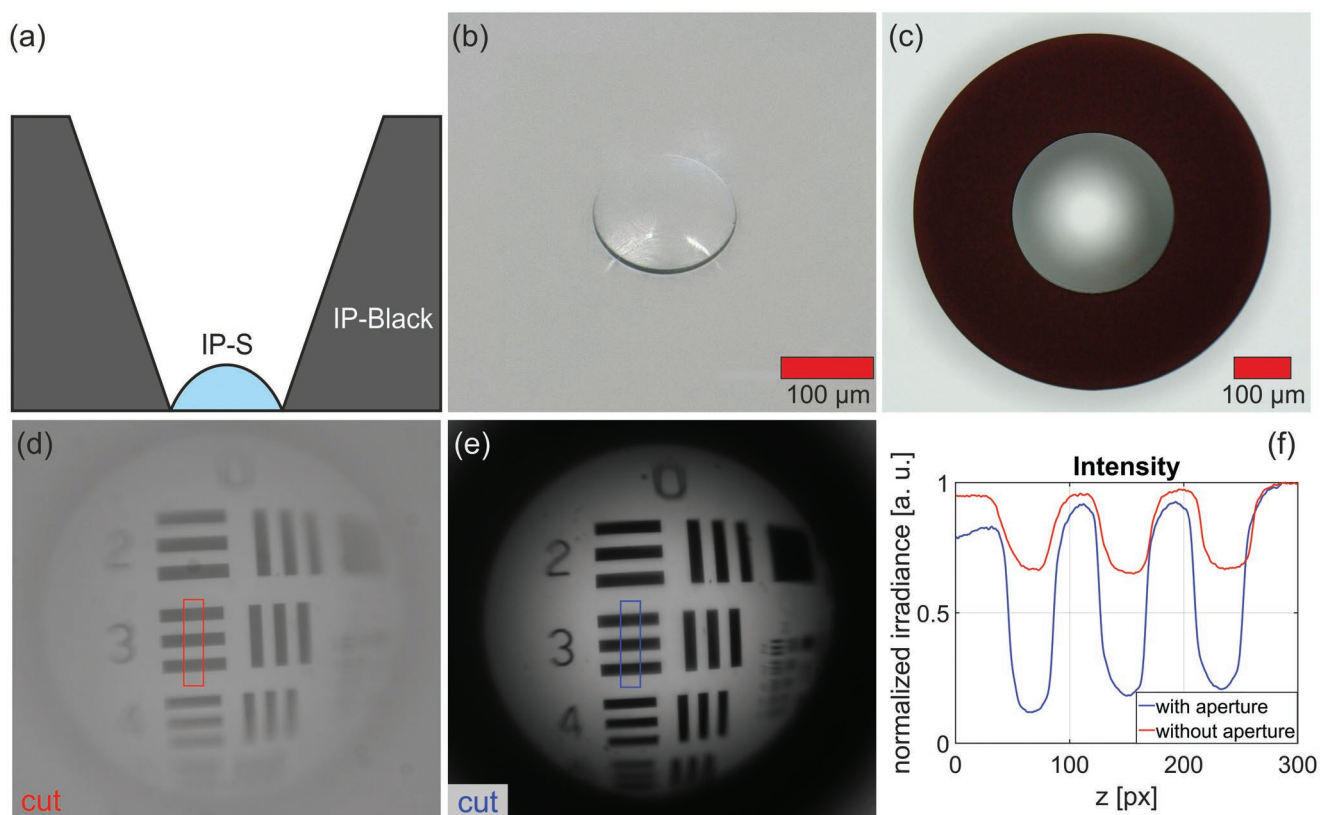 (a)
IP-S
IP-Black
(b)
100 µm
(c)
100 µm
(d)
0
2
3
4
cut
(e)
0
2
3
4
cut
(f)
Intensity
normalized irradiance [a. u.]
1
0.5
0
0
100
200
300
z [px]
with aperture
without aperture